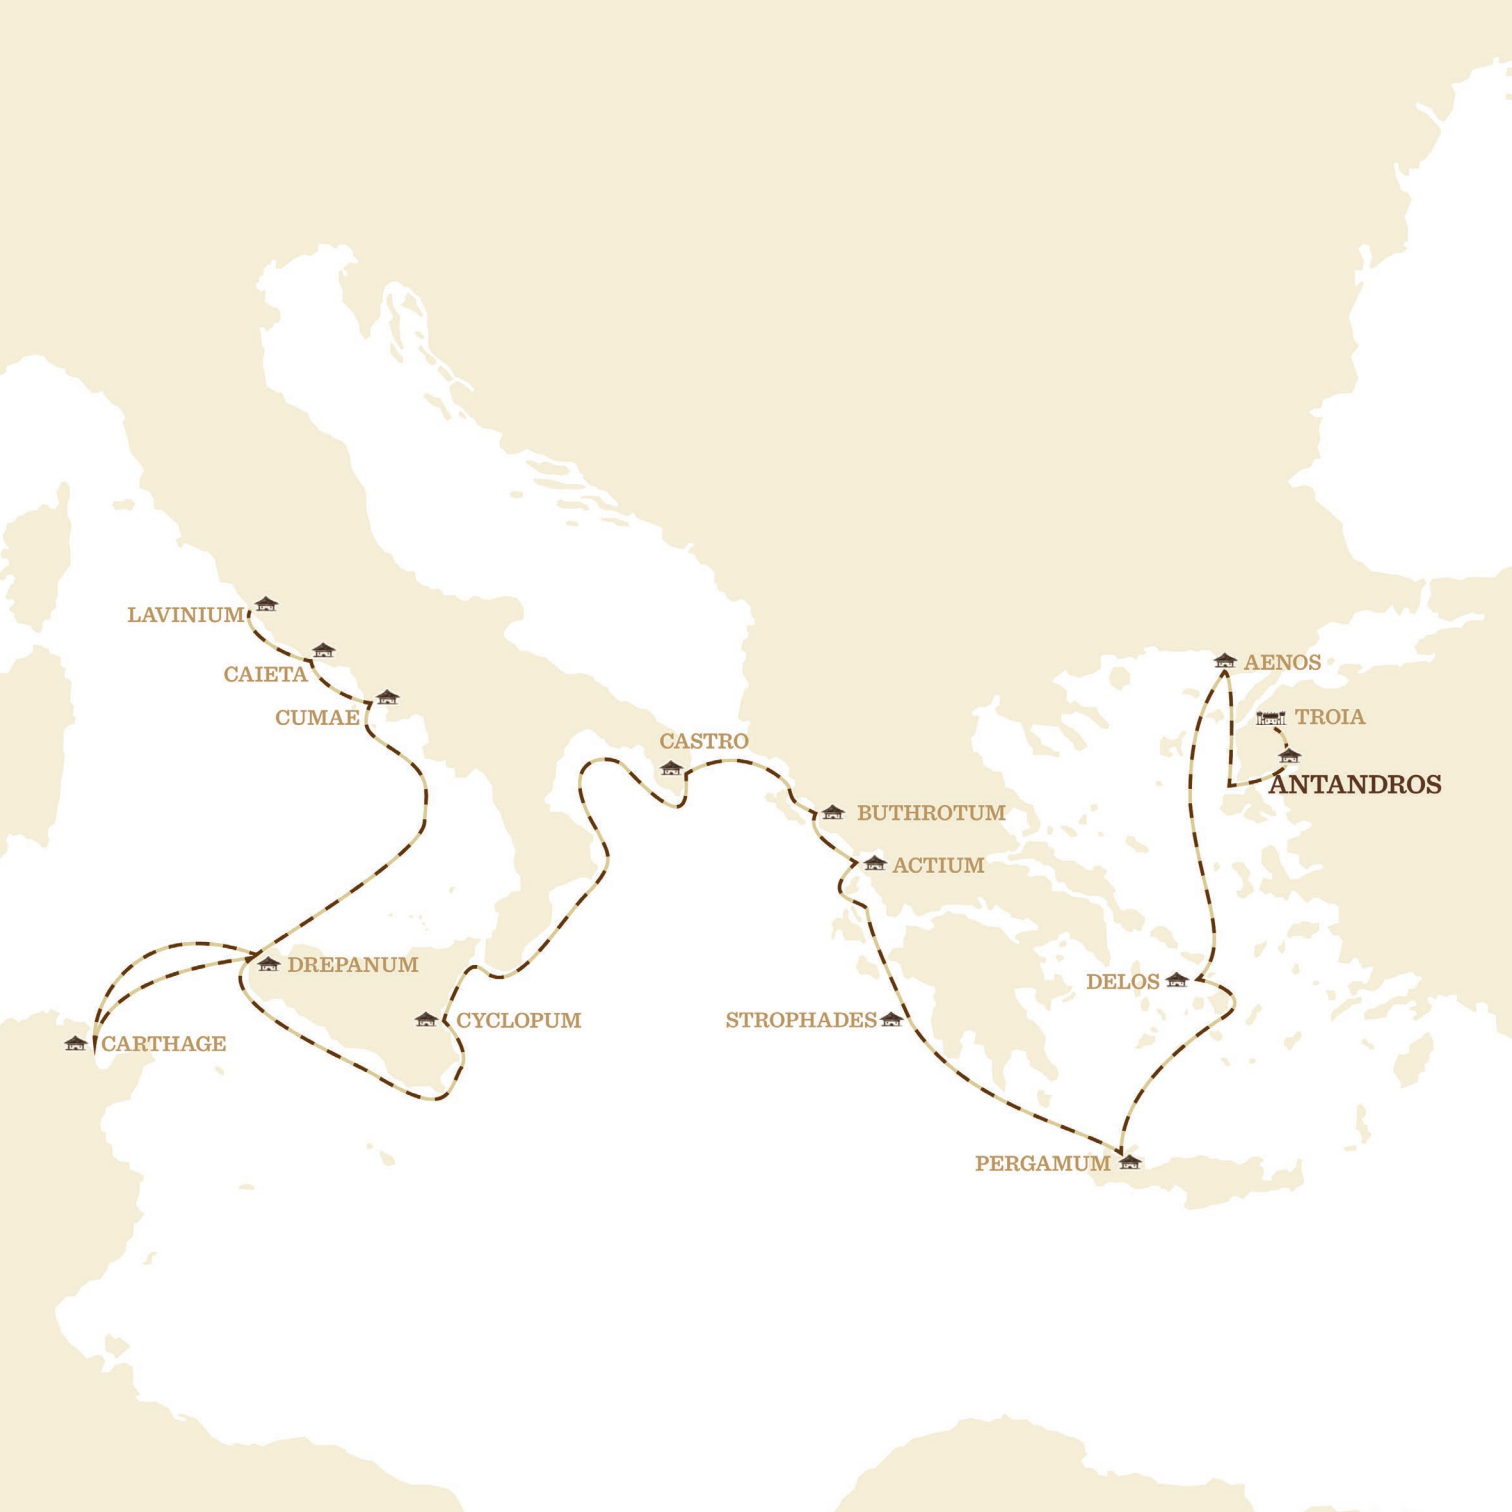 LAVINIUM
AENOS
CAIETA
CUMAE
TROIA
CASTRO
ANTANDROS
BUTHROTUM
ACTIUM
DREPANUM
DELOS
CYCLOPUM
STROPHADES
CARTHAGE
PERGAMUM